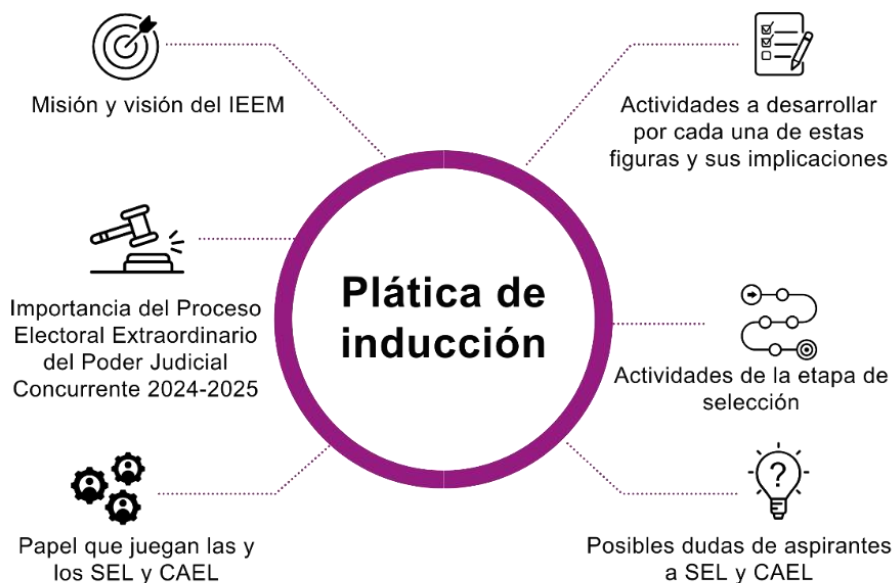 Misión y visión del IEEM
Importancia del Proceso
Electoral Extraordinario
del Poder Judicial
Concurrente 2024-2025
Papel que juegan las y
los SEL y CAEL
Plática de
inducción
Actividades a desarrollar
por cada una de estas
figuras y sus implicaciones
Actividades de la etapa de
selección
?
Posibles dudas de aspirantes
a SEL y CAEL